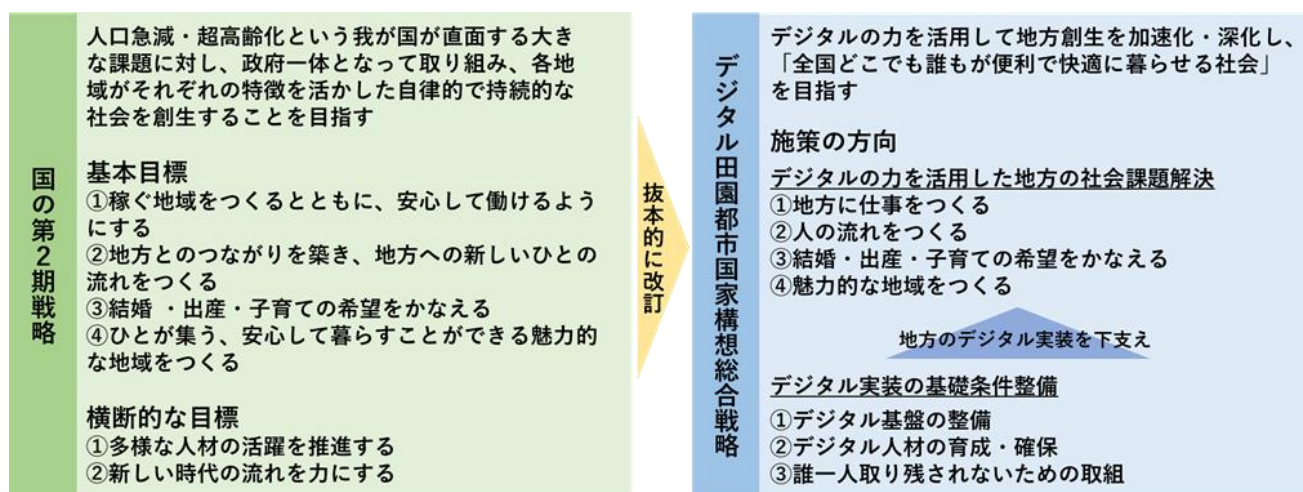 国の第2期戦略
人口急減・超高齢化という我が国が直面する大き
な課題に対し、政府一体となって取り組み、各地
域がそれぞれの特徴を活かした自律的で持続的な
社会を創生することを目指す
基本目標
①稼ぐ地域をつくるとともに、安心して働けるよう
にする
②地方とのつながりを築き、地方への新しいひとの
流れをつくる
③結婚・出産・子育ての希望をかなえる
④ひとが集う、安心して暮らすことができる魅力的
な地域をつくる
横断的な目標
①多様な人材の活躍を推進する
②新しい時代の流れを力にする
抜本的に改訂
デジタル田園都市国家構想総合戦略
デジタルの力を活用して地方創生を加速化・深化し、
「全国どこでも誰もが便利で快適に暮らせる社会」
を目指す
施策の方向
デジタルの力を活用した地方の社会課題解決
①地方に仕事をつくる
②人の流れをつくる
③結婚・出産・子育ての希望をかなえる
④魅力的な地域をつくる
地方のデジタル実装を下支え
デジタル実装の基礎条件整備
①デジタル基盤の整備
②デジタル人材の育成・確保
③誰一人取り残されないための取組